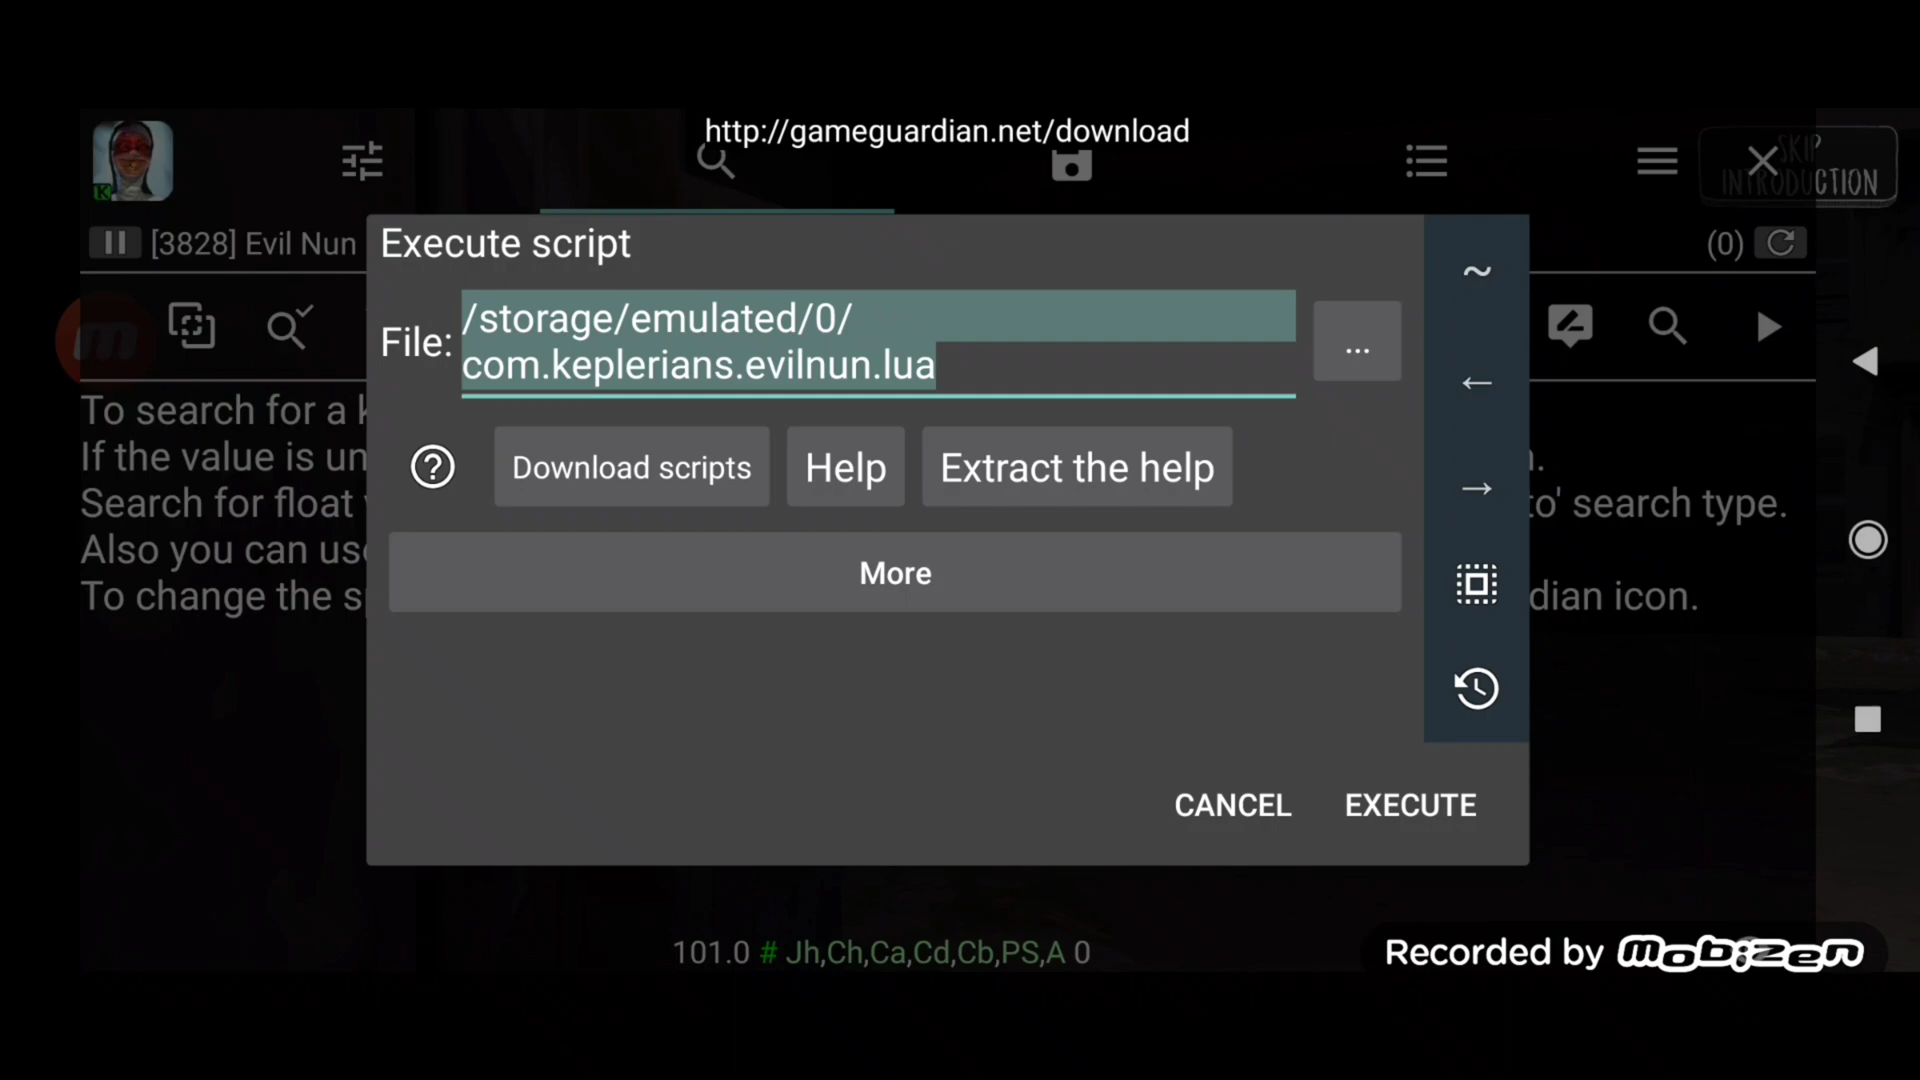 http://gameguardian.net/download
SKIP
INTRODUCTION
[3828] Evil Nun
(0)
Execute script
File:
/storage/emulated/0/
com.keplerians.evilnun.lua
...
~
←
→
To search for a
If the value is un
Search for float
to' search type.
Also you can us
To change the s
dian icon.
? Download scripts Help Extract the help
More
CANCEL EXECUTE
101.0 # Jh,Ch,Ca,Cd,Cb,PS,A 0
Recorded by mobizen